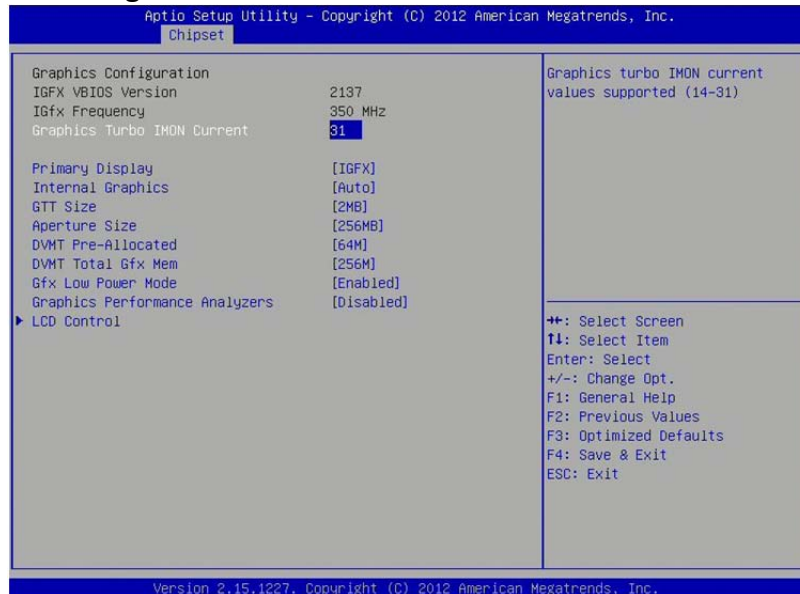 Aptio Setup Utility – Copyright (C) 2012 American Megatrends, Inc.
Chipset
Graphics Configuration
IGFX VBIOS Version 2137
IGfx Frequency 350 MHz
Graphics Turbo IMON Current 31
Primary Display [IGFX]
Internal Graphics [Auto]
GTT Size [2MB]
Aperture Size [256MB]
DVMT Pre-Allocated [64M]
DVMT Total Gfx Mem [256M]
Gfx Low Power Mode [Enabled]
Graphics Performance Analyzers [Disabled]
▶ LCD Control
Graphics turbo IMON current
values supported (14-31)
→←: Select Screen
↑↓: Select Item
Enter: Select
+/-: Change Opt.
F1: General Help
F2: Previous Values
F3: Optimized Defaults
F4: Save & Exit
ESC: Exit
Version 2.15.1227. Copyright (C) 2012 American Megatrends, Inc.